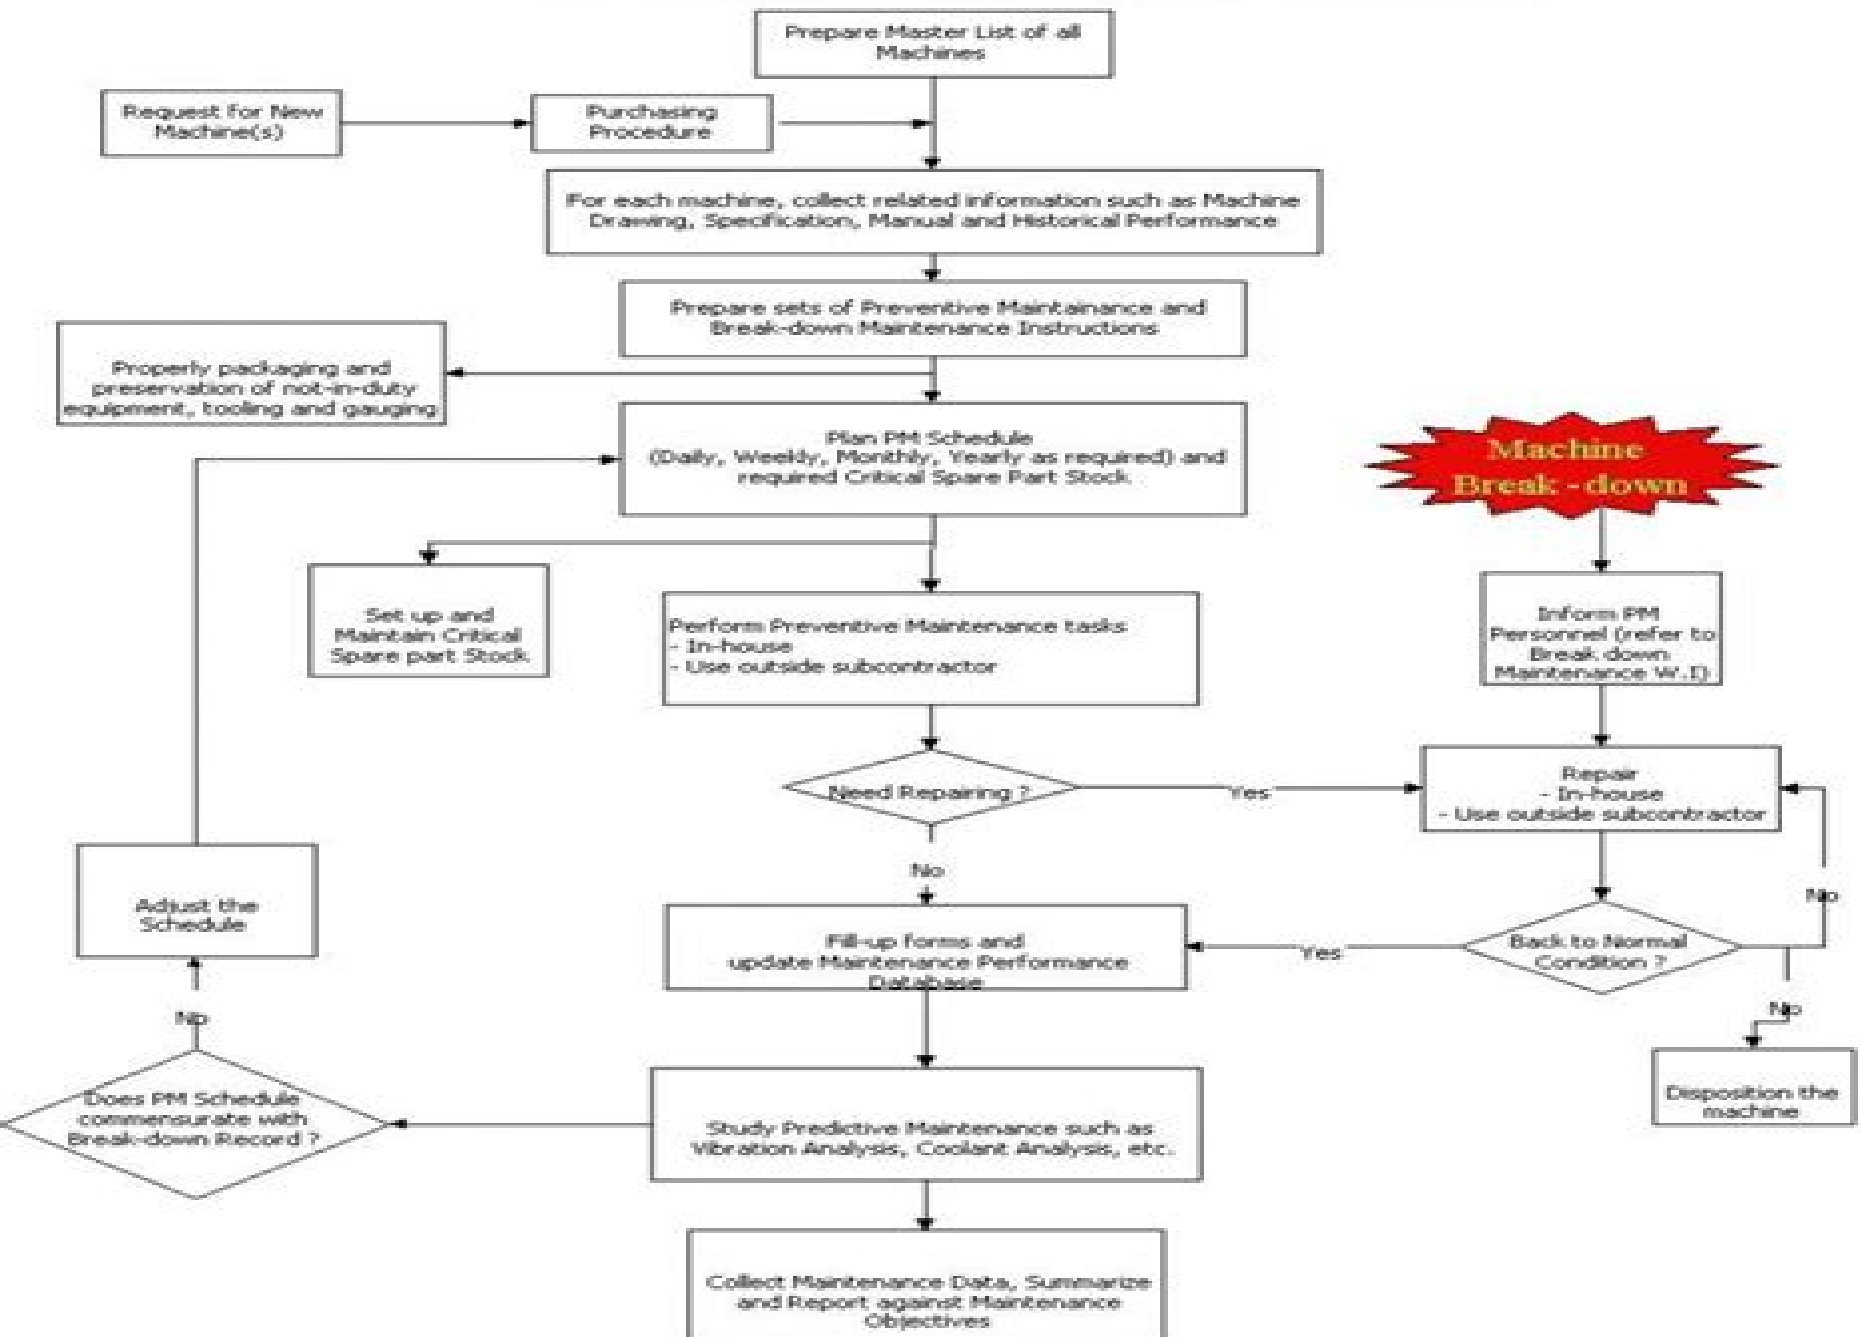 Prepare Master List of all
Machines
Request for New
Machine(s)
Purchasing
Procedure
For each machine, collect related information such as Machine
Drawing, Specification, Manual and Historical Performance
Prepare sets of Preventive Maintainance and
Break-down Maintenance Instructions
Properly packaging and
preservation of not-in-duty
equipment, tooling and gauging
Plan PM Schedule
(Daily, Weekly, Monthly, Yearly as required) and
required Critical Spare Part Stock
Machine
Break - down
Set up and
Maintain Critical
Spare part Stock
Perform Preventive Maintenance tasks
- In-house
- Use outside subcontractor
Inform PM
Personnel (refer to
Break down
Maintenance W.I)
Need Repairing ?
Yes
Repair
- In-house
- Use outside subcontractor
No
No
Adjust the
Schedule
Fill-up forms and
update Maintenance Performance
Database
Yes
Back to Normal
Condition ?
No
No
Does PM Schedule
commensurate with
Break-down Record ?
Study Predictive Maintenance such as
Vibration Analysis, Coolant Analysis, etc.
Disposition the
machine
Collect Maintenance Data, Summarize
and Report against Maintenance
Objectives